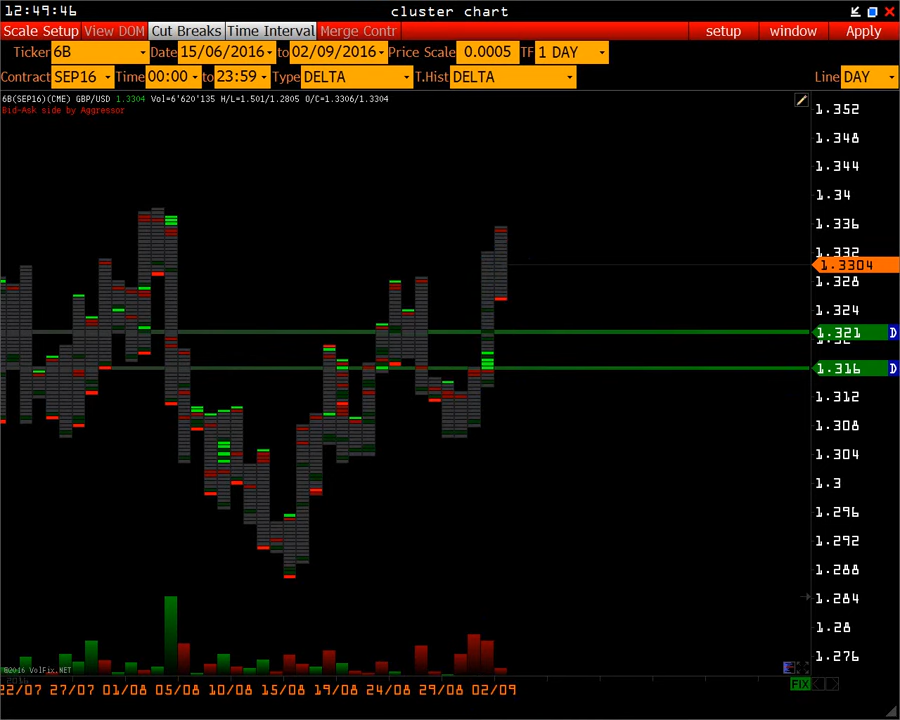 12:49:46 cluster chart
Scale Setup View DOM Cut Breaks Time Interval Merge Contr setup window Apply
Ticker 6B Date 15/06/2016 to 02/09/2016 Price Scale 0.0005 TF 1 DAY
Contract SEP16 Time 00:00 to 23:59 Type DELTA T.Hist DELTA Line DAY
6B(SEP16)(CME) GBP/USD 1.3304 Vol=6'620'135 H/L=1.501/1.2805 O/C=1.3306/1.3304
Bid-Ask side by Aggressor
1.352
1.348
1.344
1.34
1.336
1.332
1.3304
1.328
1.324
1.321 D
1.316 D
1.312
1.308
1.304
1.3
1.296
1.292
1.288
1.284
1.28
1.276
©2016 VolFix.NET
2016
FIX
22/07 27/07 01/08 05/08 10/08 15/08 19/08 24/08 29/08 02/09